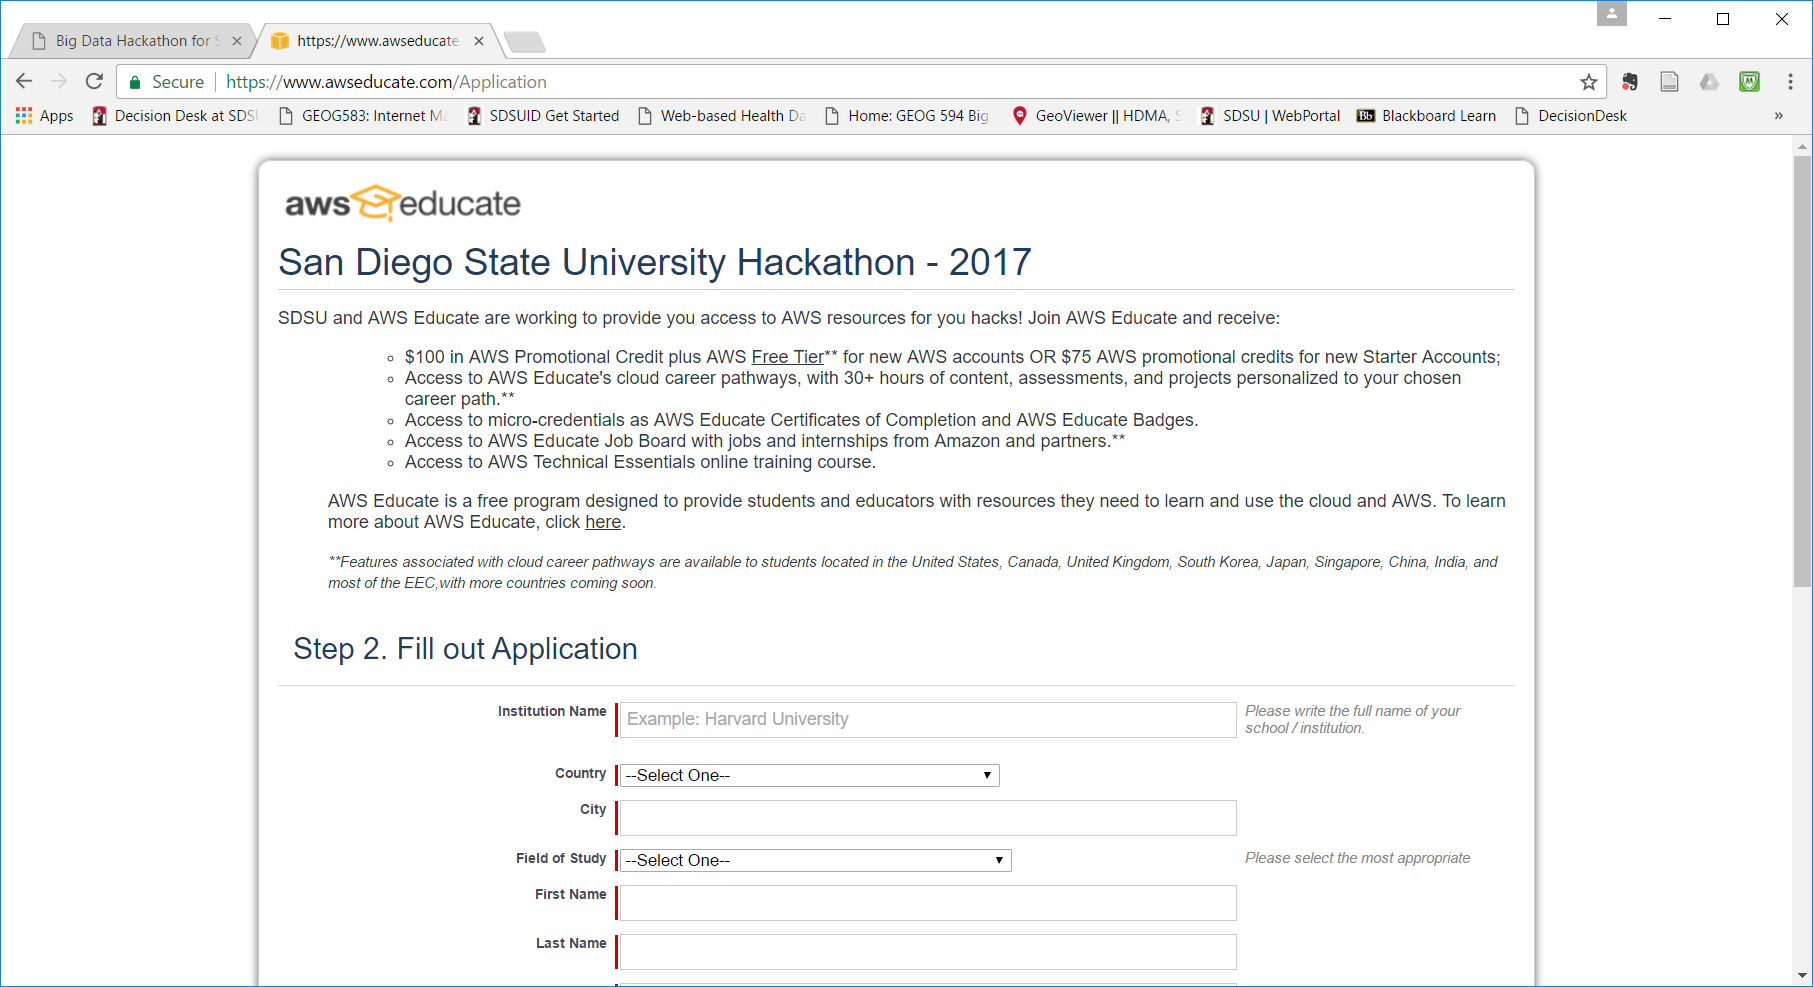 Big Data Hackathon for S
https://www.awseducate.
Secure
https://www.awseducate.com/Application
Apps
Decision Desk at SDSU
GEOG583: Internet Ma
SDSUID Get Started
Web-based Health Da
Home: GEOG 594 Big
GeoViewer || HDMA, S
SDSU | WebPortal
Bb
Blackboard Learn
DecisionDesk
»
aws educate
San Diego State University Hackathon - 2017
SDSU and AWS Educate are working to provide you access to AWS resources for you hacks! Join AWS Educate and receive:
$100 in AWS Promotional Credit plus AWS Free Tier** for new AWS accounts OR $75 AWS promotional credits for new Starter Accounts;
Access to AWS Educate's cloud career pathways, with 30+ hours of content, assessments, and projects personalized to your chosen
career path.**
Access to micro-credentials as AWS Educate Certificates of Completion and AWS Educate Badges.
Access to AWS Educate Job Board with jobs and internships from Amazon and partners.**
Access to AWS Technical Essentials online training course.
AWS Educate is a free program designed to provide students and educators with resources they need to learn and use the cloud and AWS. To learn
more about AWS Educate, click here.
**Features associated with cloud career pathways are available to students located in the United States, Canada, United Kingdom, South Korea, Japan, Singapore, China, India, and
most of the EEC,with more countries coming soon.
Step 2. Fill out Application
Institution Name
Example: Harvard University
Please write the full name of your
school / institution.
Country
--Select One--
City
Field of Study
--Select One--
Please select the most appropriate
First Name
Last Name